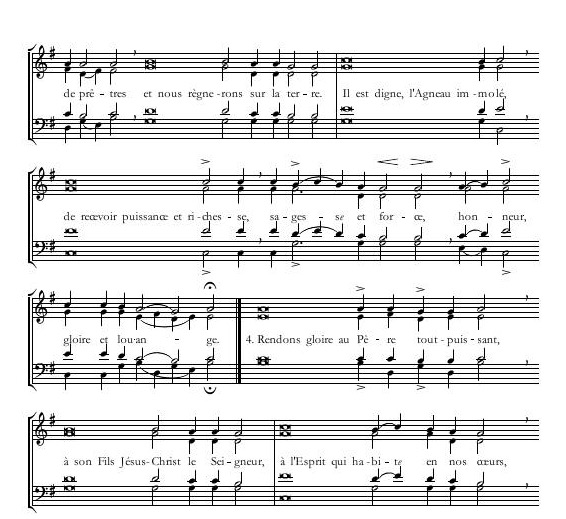 de prê - tres et nous règne - rons sur la ter - re. Il est digne, l'Agneau im - molé,
de recevoir puissance et ri - ches - se, sa - ges - se et for - ce, hon - neur,
gloire et lou-an - ge. 4. Rendons gloire au Pè - re tout - puis - sant,
à son Fils Jésus-Christ le Sei - gneur, à l'Esprit qui ha - bi - te en nos cœurs,